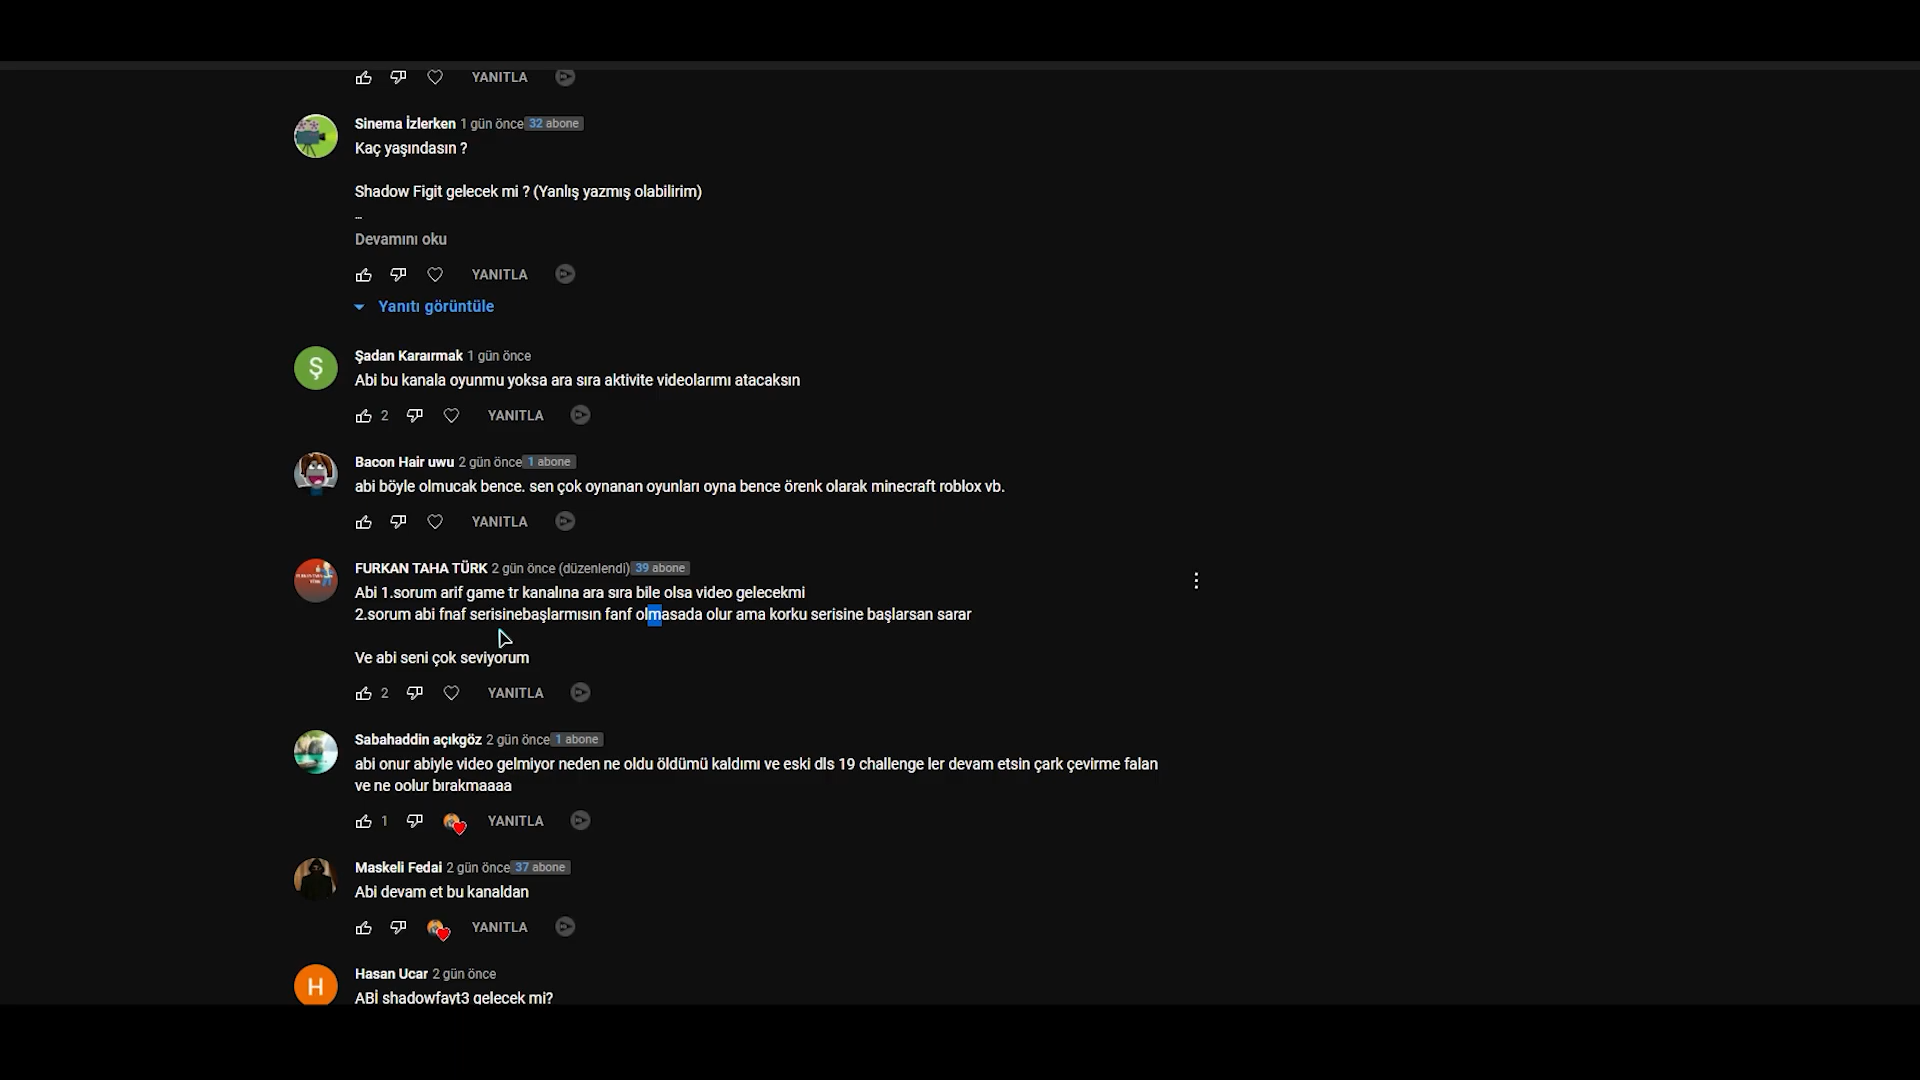 YANITLA
Sinema İzlerken 1 gün önce 32 abone
Kaç yaşındasın ?
Shadow Figit gelecek mi ? (Yanlış yazmış olabilirim)
...
Devamını oku
YANITLA
Yanıtı görüntüle
Ş
Şadan Karaırmak 1 gün önce
Abi bu kanala oyunmu yoksa ara sıra aktivite videolarımı atacaksın
2 YANITLA
Bacon Hair uwu 2 gün önce 1 abone
abi böyle olmucak bence. sen çok oynanan oyunları oyna bence örenk olarak minecraft roblox vb.
YANITLA
FURKAN TAHA TÜRK 2 gün önce (düzenlendi) 39 abone
Abi 1.sorum arif game tr kanalına ara sıra bile olsa video gelecekmi
2.sorum abi fnaf serisinebaşlarmısın fanf olmasada olur ama korku serisine başlarsan sarar
Ve abi seni çok seviyorum
2 YANITLA
Sabahaddin açıkgöz 2 gün önce 1 abone
abi onur abiyle video gelmiyor neden ne oldu öldümü kaldımı ve eski dls 19 challenge ler devam etsin çark çevirme falan
ve ne oolur bırakmaaaa
1 YANITLA
Maskeli Fedai 2 gün önce 37 abone
Abi devam et bu kanaldan
YANITLA
H
Hasan Ucar 2 gün önce
ABİ shadowfayt3 gelecek mi?